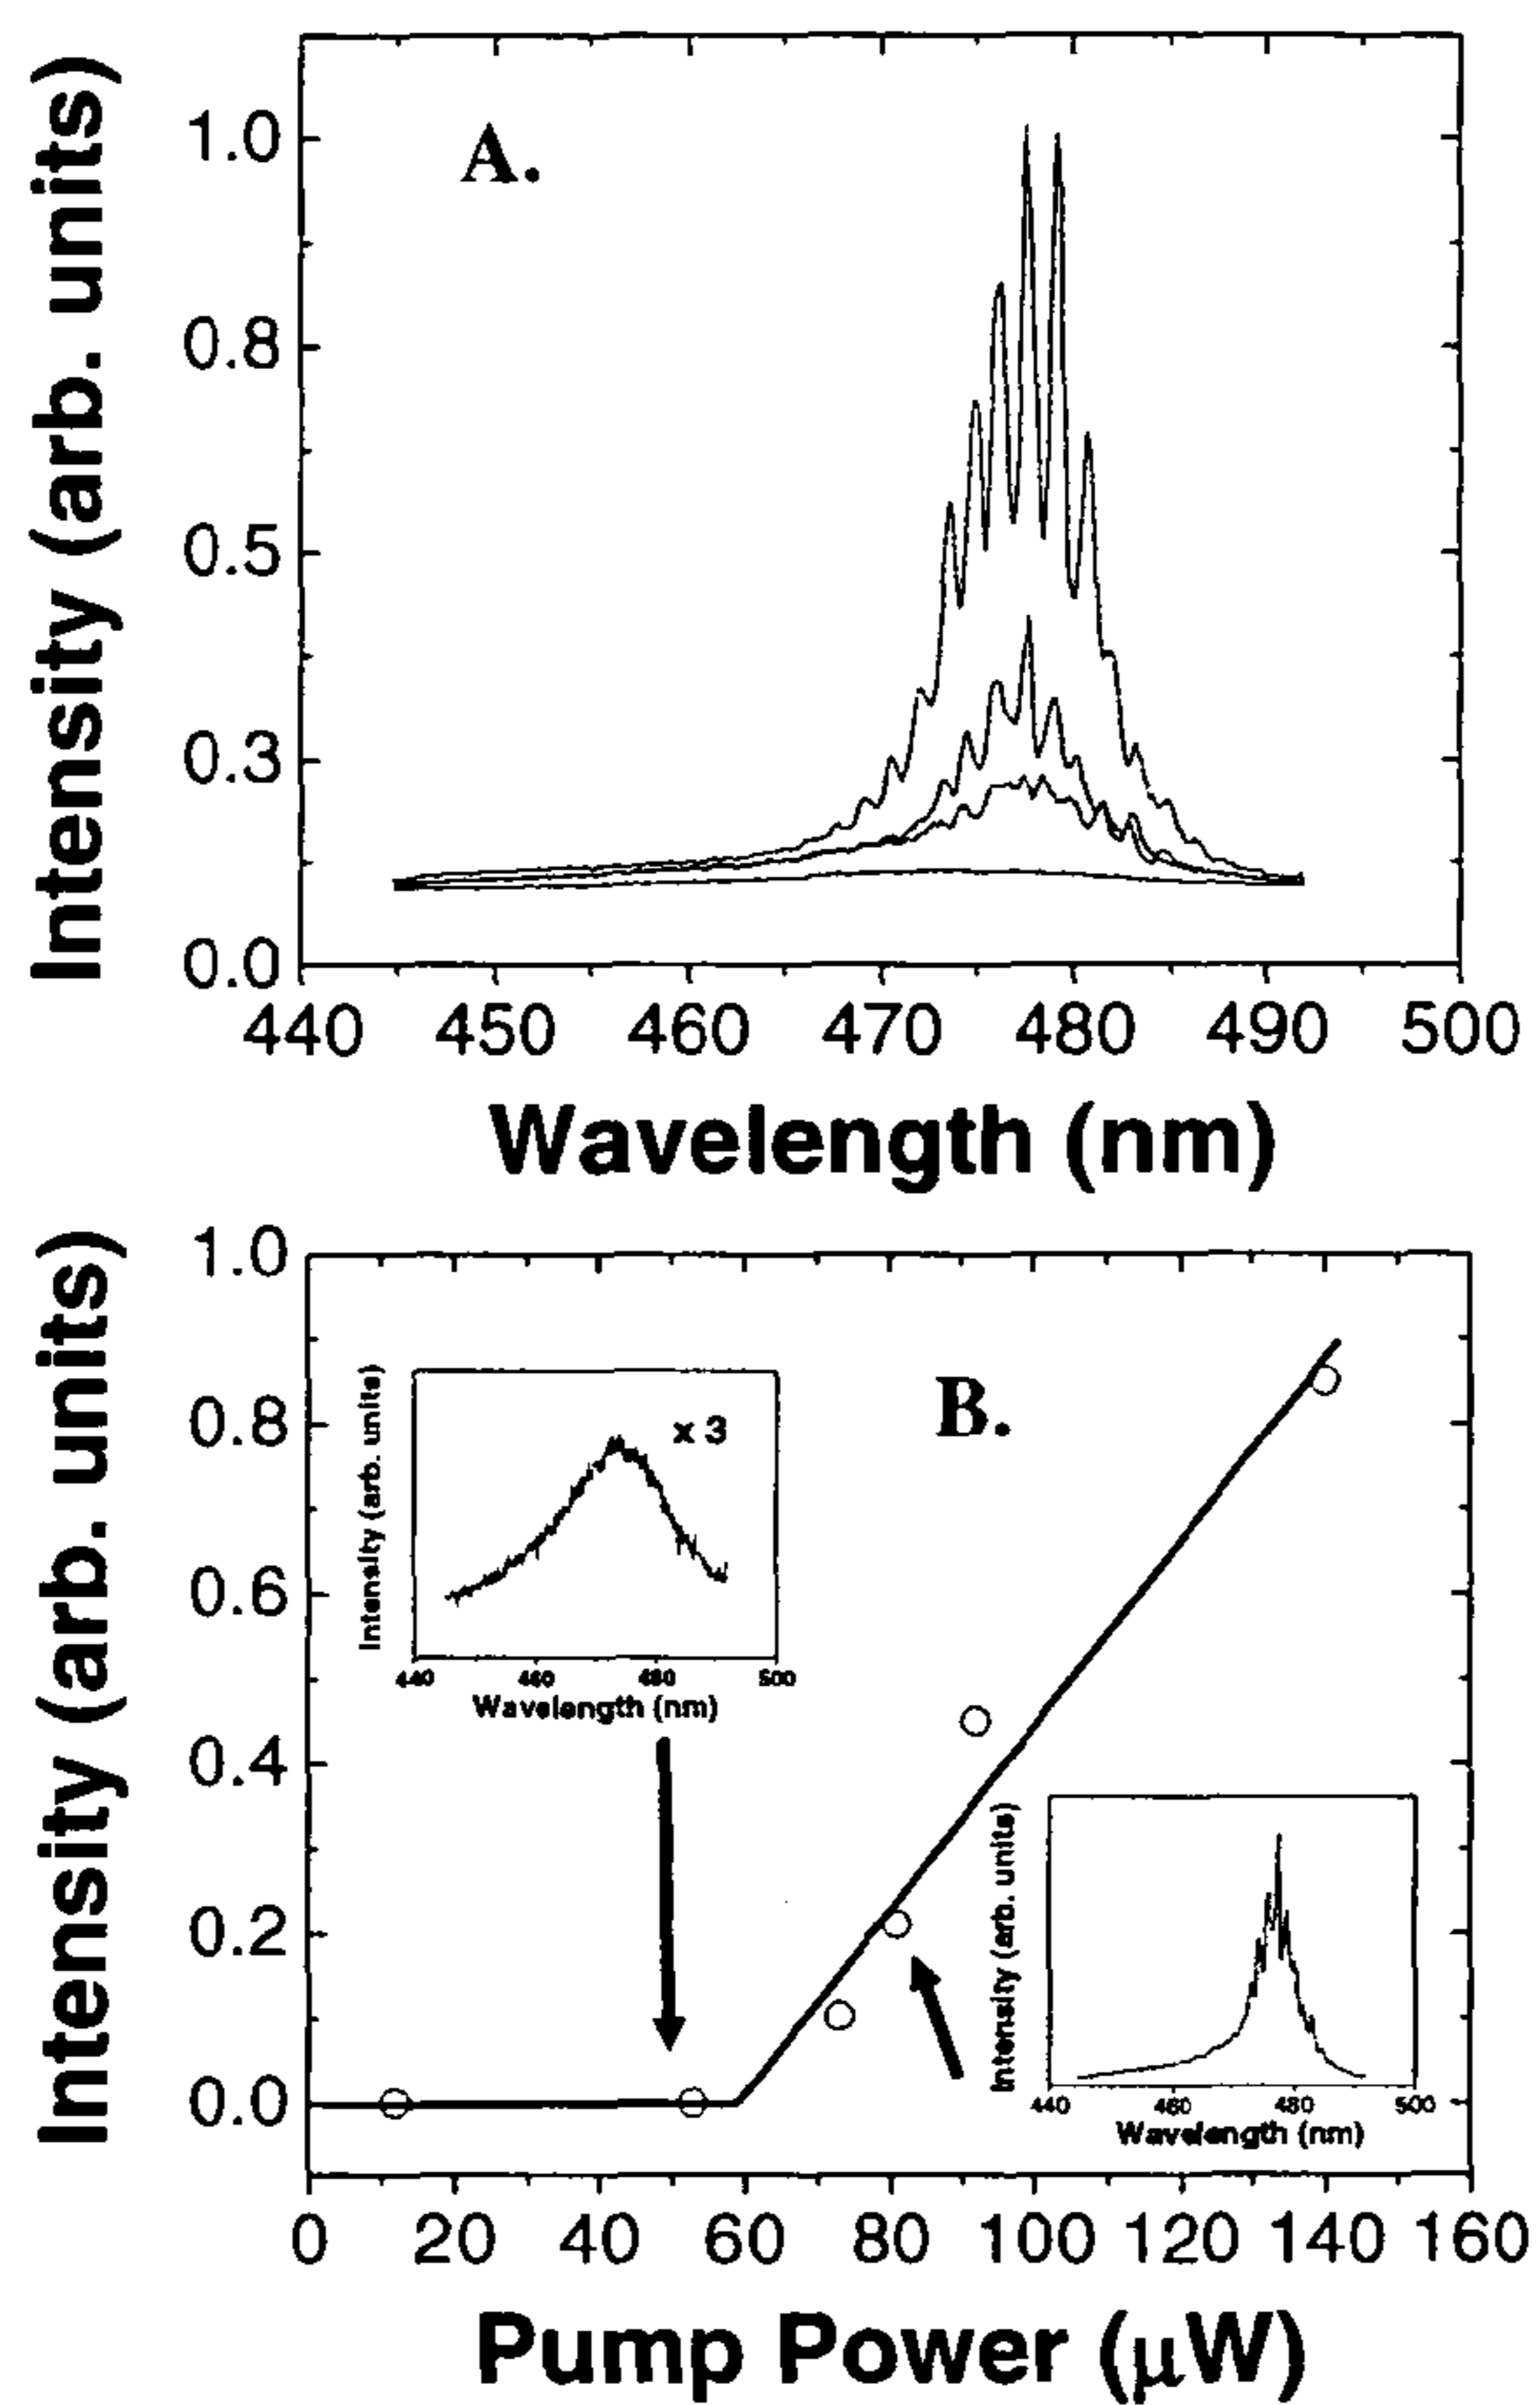 A.
Intensity (arb. units)
1.0
0.8
0.5
0.3
0.0
440 450 460 470 480 490 500
Wavelength (nm)
B.
Intensity (arb. units)
1.0
0.8
0.6
0.4
0.2
0.0
x 3
Intensity (arb. units)
440 460 480 500
Wavelength (nm)
Intensity (arb. units)
440 460 480 500
Wavelength (nm)
0 20 40 60 80 100 120 140 160
Pump Power (μW)